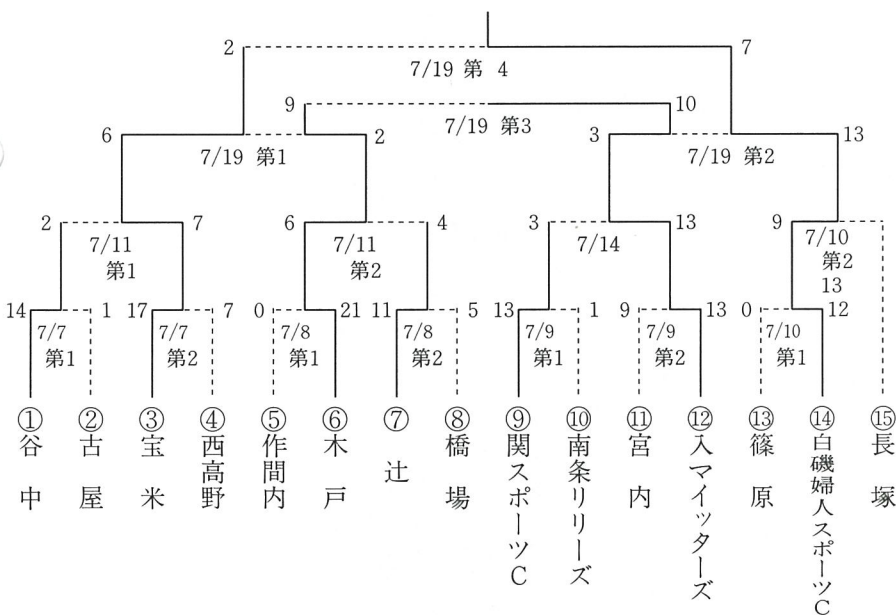 2
7
7/19 第 4
9
10
7/19 第3
6
2
3
13
7/19 第1
7/19 第2
2
7
6
4
3
13
9
7/11
第1
7/11
第2
7/14
7/10
第2
13
14
1
17
7
0
21
11
5
13
1
9
13
0
12
7/7
第1
7/7
第2
7/8
第1
7/8
第2
7/9
第1
7/9
第2
7/10
第1
①谷中
②古屋
③宝米
④西高野
⑤作間内
⑥木戸
⑦辻
⑧橋場
⑨関スポーツC
⑩南条リリーズ
⑪宮内
⑫入マイッターズ
⑬篠原
⑭白磯婦人スポーツC
⑮長塚